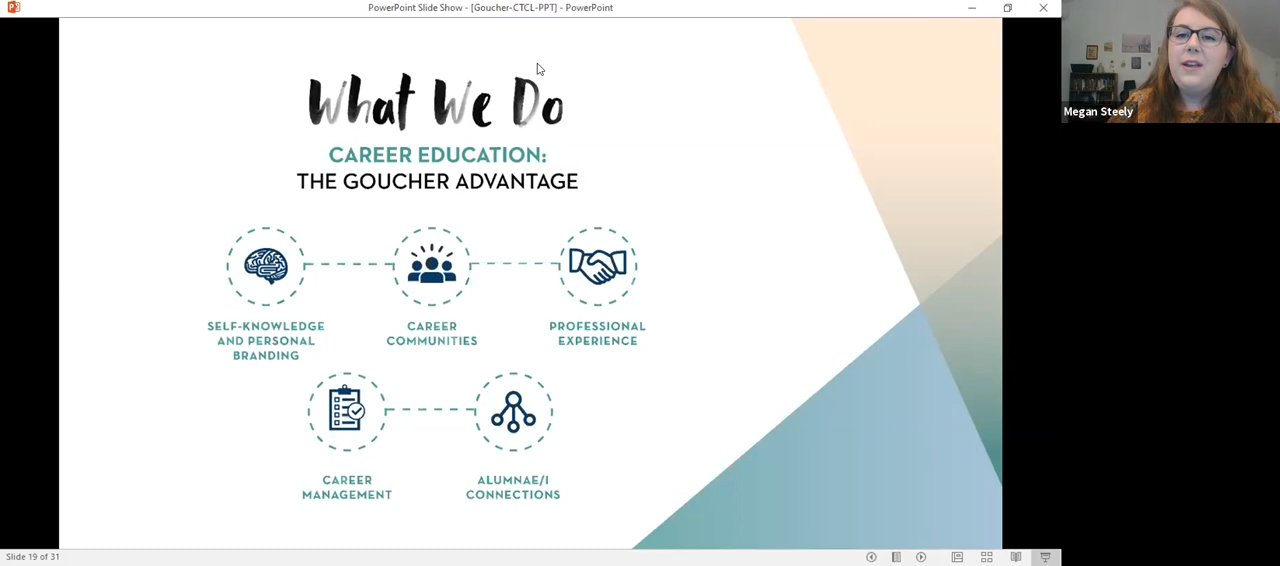 PowerPoint Slide Show - [Goucher-CTCL-PPT] - PowerPoint
What We Do
CAREER EDUCATION:
THE GOUCHER ADVANTAGE
SELF-KNOWLEDGE
AND PERSONAL
BRANDING
CAREER
COMMUNITIES
PROFESSIONAL
EXPERIENCE
CAREER
MANAGEMENT
ALUMNAE/I
CONNECTIONS
Megan Steely
Slide 19 of 31